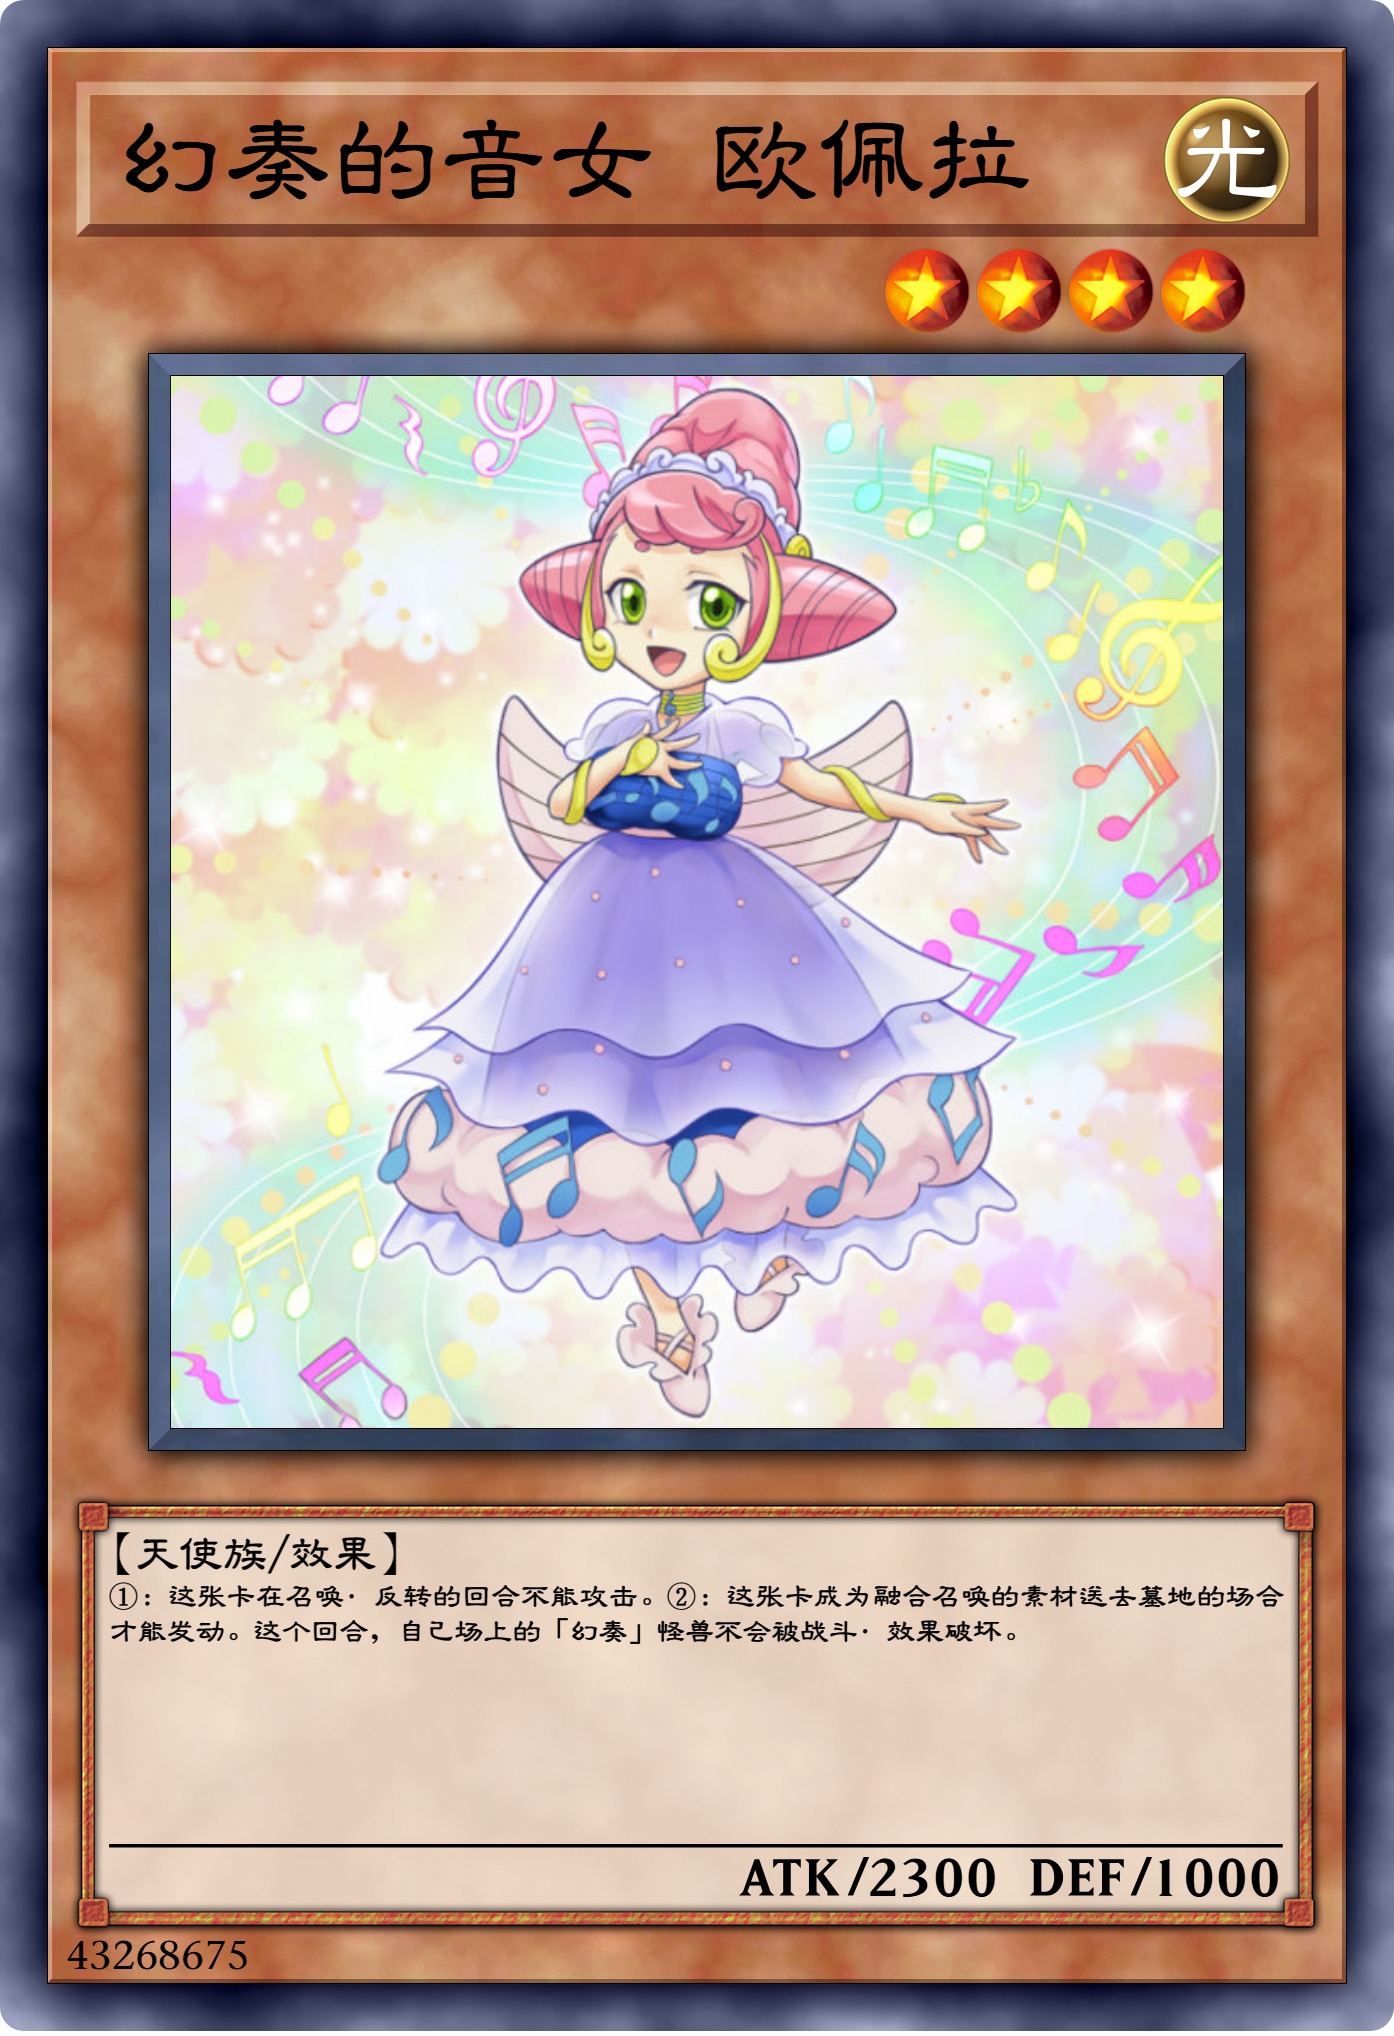 幻奏的音女 欧佩拉
光
【天使族/效果】
①：这张卡在召唤·反转的回合不能攻击。②：这张卡成为融合召唤的素材送去墓地的场合
才能发动。这个回合，自己场上的「幻奏」怪兽不会被战斗·效果破坏。
ATK/2300 DEF/1000
43268675